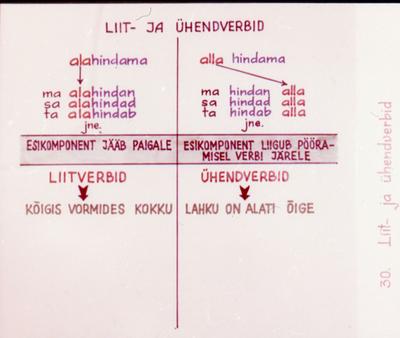 LIIT- JA ÜHENDVERBID
alahindama
ma alahindan
sa alahindad
ta alahindab
jne.
ESIKOMPONENT JÄÄB PAIGALE
LIITVERBID
KÕIGIS VORMIDES KOKKU
alla hindama
ma hindan alla
sa hindad alla
ta hindab alla
jne.
ESIKOMPONENT LIIGUB PÖÖRA-
MISEL VERBI JÄRELE
ÜHENDVERBID
LAHKU ON ALATI ÕIGE
30. Liit- ja ühendverbid